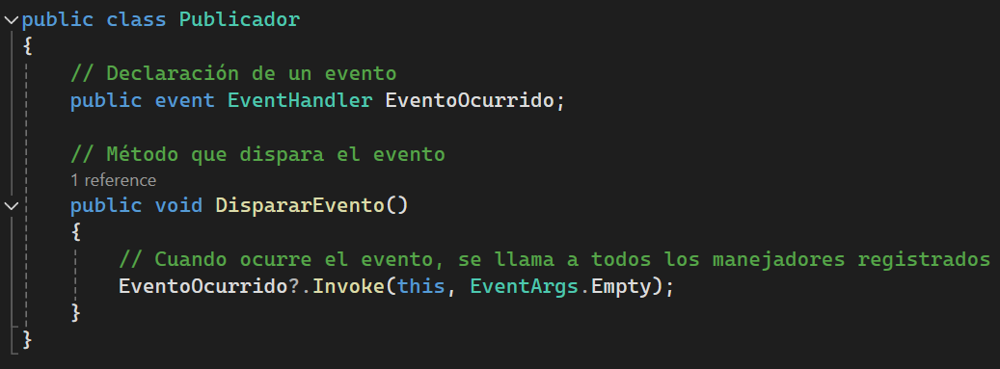 public class Publicador
{
// Declaración de un evento
public event EventHandler EventoOcurrido;
// Método que dispara el evento
1 reference
public void DispararEvento()
{
// Cuando ocurre el evento, se llama a todos los manejadores registrados
EventoOcurrido?.Invoke(this, EventArgs.Empty);
}
}